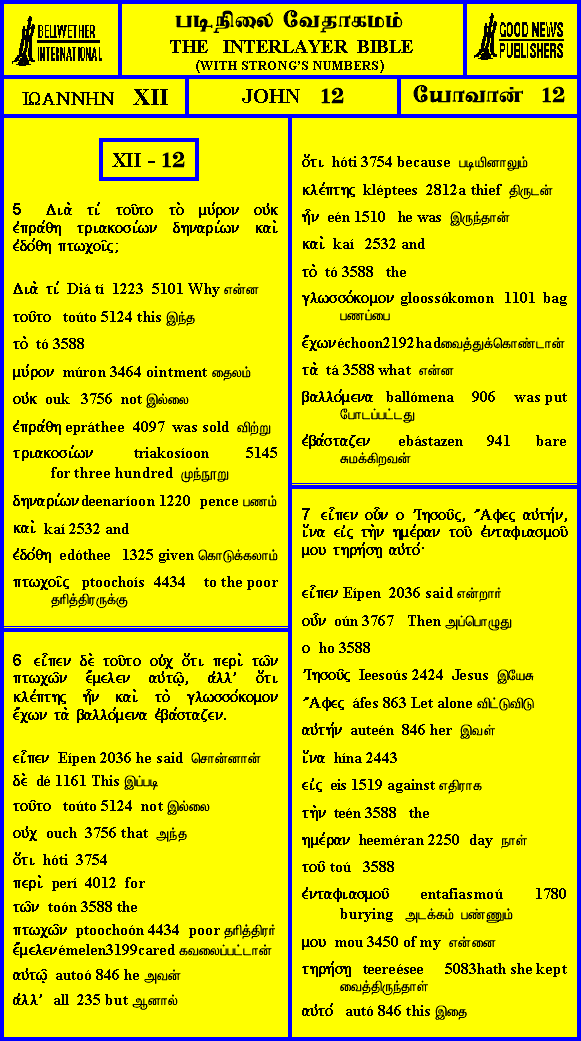 BELLWETHER
INTERNATIONAL
படிநிலை வேதாகமம்
THE INTERLAYER BIBLE
(WITH STRONG'S NUMBERS)
GOOD NEWS
PUBLISHERS
ΙΩΑΝΝΗΝ XII
JOHN 12
யோவான் 12
XII - 12
5 Διὰ τί τοῦτο τὸ μύρον οὐκ
ἐπράθη τριακοσίων δηναρίων καὶ
ἐδόθη πτωχοῖς;
Διὰ τί Diá tí 1223 5101 Why என்ன
τοῦτο toúto 5124 this இந்த
τὸ tó 3588
μύρον múron 3464 ointment தைலம்
οὐκ ouk 3756 not இல்லை
ἐπράθη epráthee 4097 was sold விற்று
τριακοσίων triakosíoon 5145
for three hundred முந்நூறு
δηναρίων deenaríoon 1220 pence பணம்
καὶ kaí 2532 and
ἐδόθη edóthee 1325 given கொடுக்கலாம்
πτωχοῖς ptoochoís 4434 to the poor
தரித்திரருக்கு
6 εἶπεν δὲ τοῦτο οὐχ ὅτι περὶ τῶν
πτωχῶν ἔμελεν αὐτῷ, ἀλλ' ὅτι
κλέπτης ἦν καὶ τὸ γλωσσόκομον
ἔχων τὰ βαλλόμενα ἐβάσταζεν.
εἶπεν Eípen 2036 he said சொன்னான்
δὲ dé 1161 This இப்படி
τοῦτο toúto 5124 not இல்லை
οὐχ ouch 3756 that அந்த
ὅτι hóti 3754
περὶ perí 4012 for
τῶν toón 3588 the
πτωχῶν ptoochoón 4434 poor தரித்திரர்
ἔμελεν émelen3199cared கவலைப்பட்டான்
αὐτῷ autoó 846 he அவன்
ἀλλ' all 235 but ஆனால்
ὅτι hóti 3754 because படியினாலும்
κλέπτης kléptees 2812a thief திருடன்
ἦν eén 1510 he was இருந்தான்
καὶ kaí 2532 and
τὸ tó 3588 the
γλωσσόκομον gloossókomon 1101 bag
பணப்பை
ἔχων échoon2192hadவைத்துக்கொண்டான்
τὰ tá 3588 what என்ன
βαλλόμενα ballómena 906 was put
போடப்பட்டது
ἐβάσταζεν ebástazen 941 bare
சுமக்கிறவன்
7 εἶπεν οὖν ο Ἰησοῦς, Ἄφες αὐτήν,
ἵνα εἰς τὴν ημέραν τοῦ ἐνταφιασμοῦ
μου τηρήσῃ αὐτό·
εἶπεν Eípen 2036 said என்றார்
οὖν oún 3767 Then அப்பொழுது
ο ho 3588
Ἰησοῦς Ieesoús 2424 Jesus இயேசு
Ἄφες áfes 863 Let alone விட்டுவிடு
αὐτήν auteén 846 her இவள்
ἵνα hína 2443
εἰς eis 1519 against எதிராக
τὴν teén 3588 the
ημέραν heeméran 2250 day நாள்
τοῦ toú 3588
ἐνταφιασμοῦ entafiasmoú 1780
burying அடக்கம் பண்ணும்
μου mou 3450 of my என்னை
τηρήσῃ teereésee 5083hath she kept
வைத்திருந்தாள்
αὐτό autó 846 this இதை